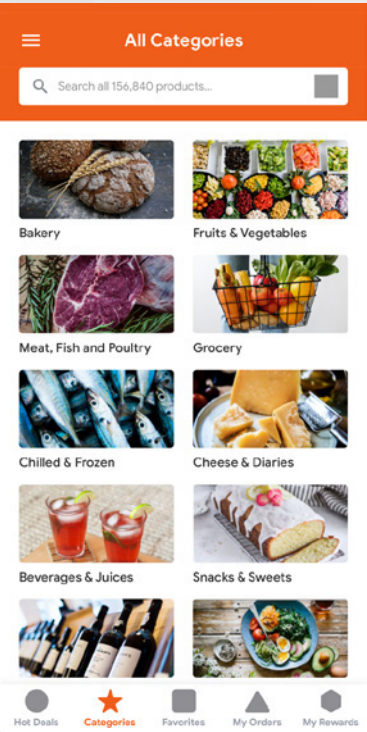 All Categories
Search all 156,840 products...
Bakery
Fruits & Vegetables
Meat, Fish and Poultry
Grocery
Chilled & Frozen
Cheese & Diaries
Beverages & Juices
Snacks & Sweets
Hot Deals
Categories
Favorites
My Orders
My Rewards